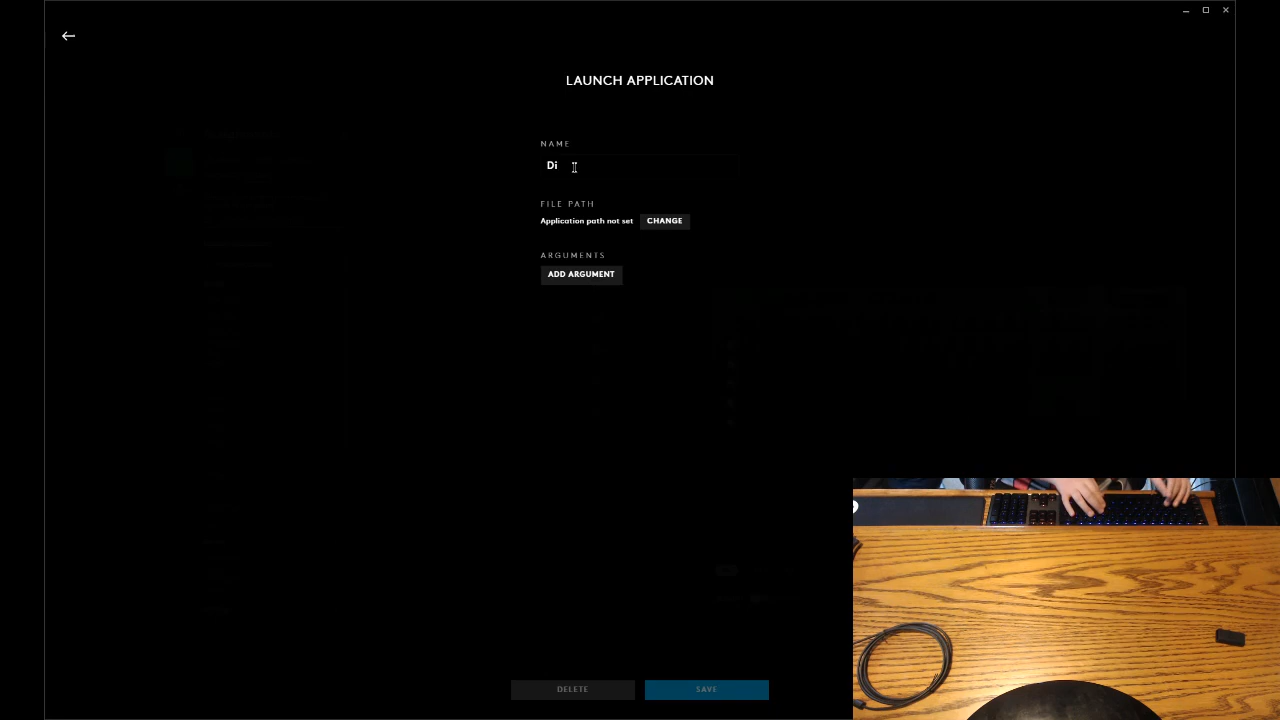 LAUNCH APPLICATION
NAME
Di
FILE PATH
Application path not set CHANGE
ARGUMENTS
ADD ARGUMENT
DELETE SAVE